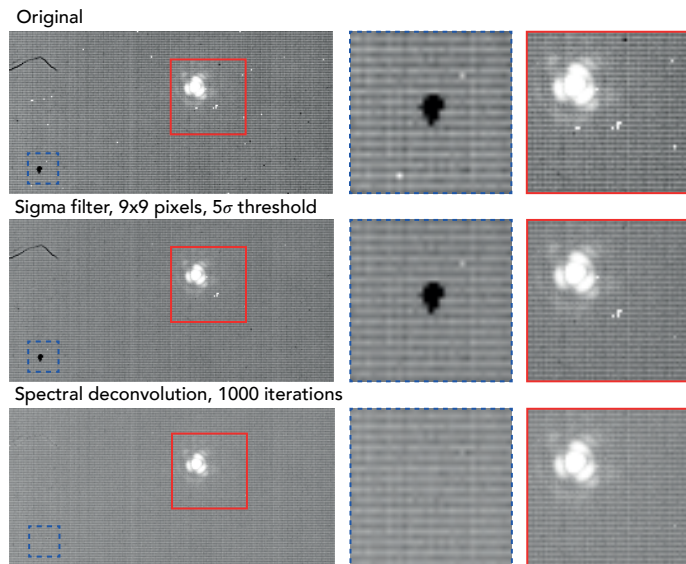 Original
Sigma filter, 9x9 pixels, 5σ threshold
Spectral deconvolution, 1000 iterations